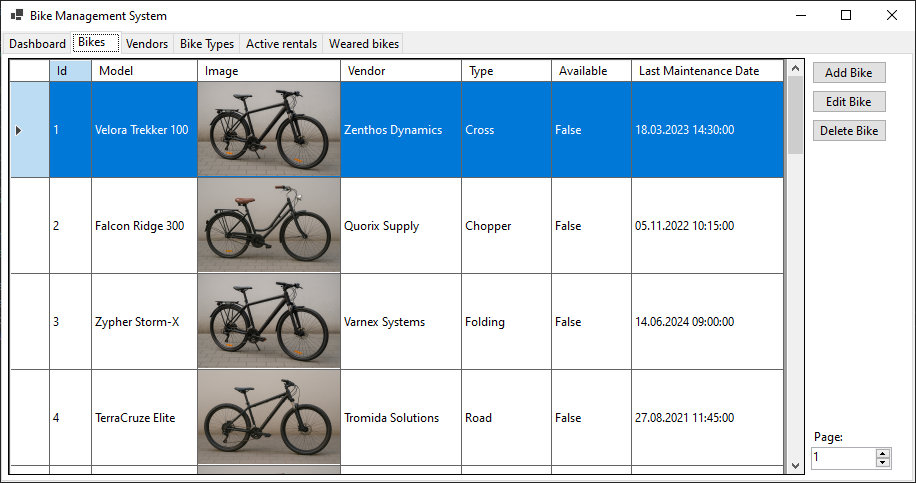 Bike Management System
Dashboard Bikes Vendors Bike Types Active rentals Weared bikes
Id Model Image Vendor Type Available Last Maintenance Date
1 Velora Trekker 100 Zenthos Dynamics Cross False 18.03.2023 14:30:00
2 Falcon Ridge 300 Quorix Supply Chopper False 05.11.2022 10:15:00
3 Zypher Storm-X Varnex Systems Folding False 14.06.2024 09:00:00
4 TerraCruze Elite Tromida Solutions Road False 27.08.2021 11:45:00
Add Bike
Edit Bike
Delete Bike
Page:
1